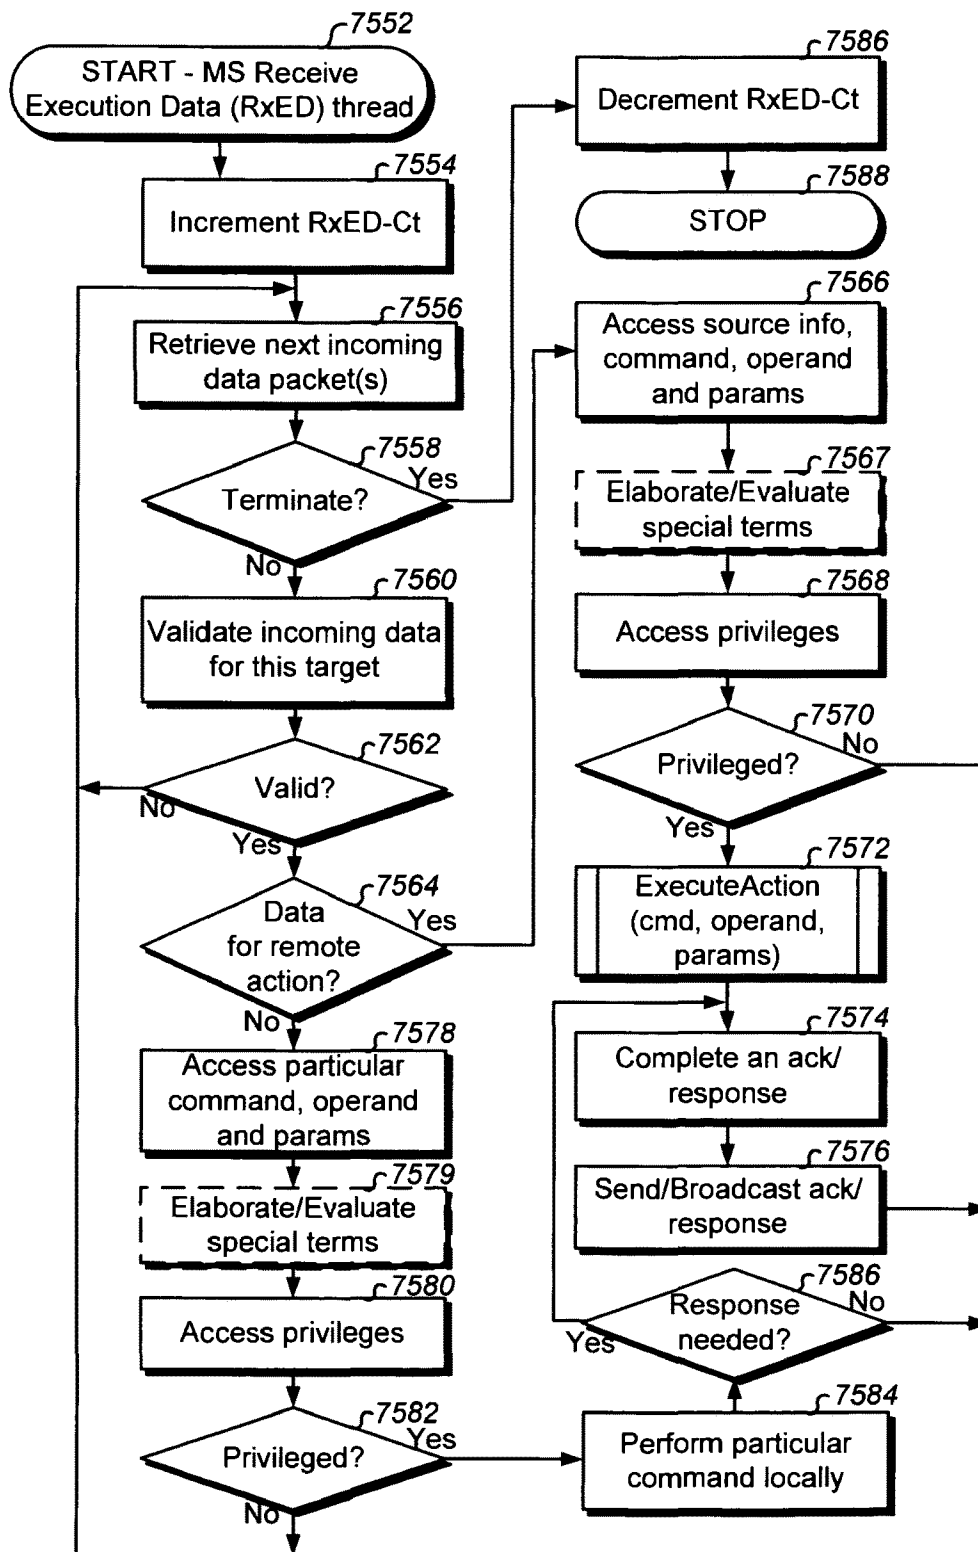 7552
START - MS Receive
Execution Data (RxED) thread
7554
Increment RxED-Ct
7556
Retrieve next incoming
data packet(s)
7558
Yes
Terminate?
No
7560
Validate incoming data
for this target
7562
Valid?
No
Yes
7564
Data
for remote
action?
Yes
No
7578
Access particular
command, operand
and params
7579
Elaborate/Evaluate
special terms
7580
Access privileges
7582
Privileged?
Yes
No
7586
Decrement RxED-Ct
7588
STOP
7566
Access source info,
command, operand
and params
7567
Elaborate/Evaluate
special terms
7568
Access privileges
7570
No
Privileged?
Yes
7572
ExecuteAction
(cmd, operand,
params)
7574
Complete an ack/
response
7576
Send/Broadcast ack/
response
7586
No
Response
needed?
Yes
7584
Perform particular
command locally